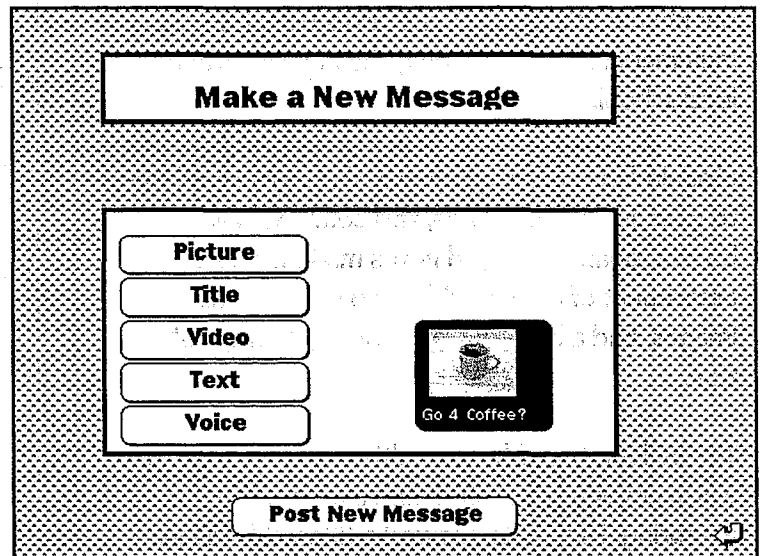 Make a New Message
Picture
Title
Video
Text
Voice
Go 4 Coffee?
Post New Message